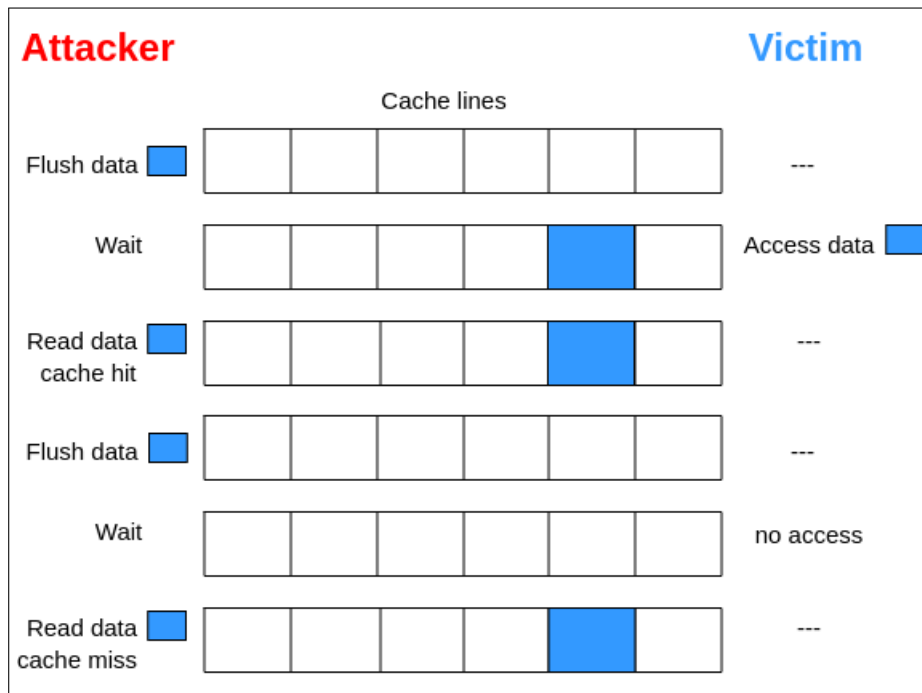 Attacker
Victim
Cache lines
Flush data
---
Wait
Access data
Read data
cache hit
---
Flush data
---
Wait
no access
Read data
cache miss
---